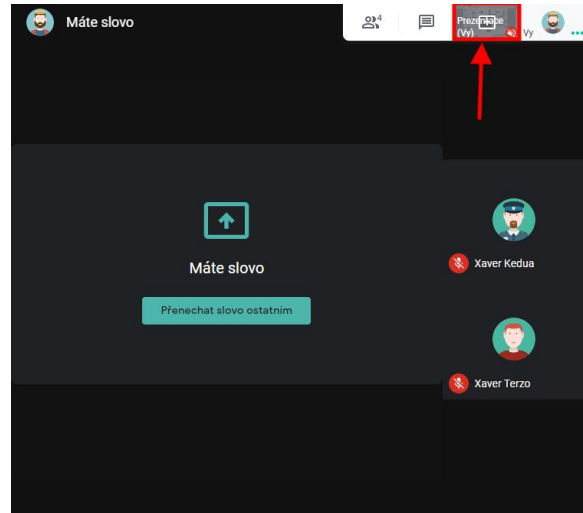 Máte slovo
4
Prezentace
(Vy)
Vy
Máte slovo
Přenechat slovo ostatním
Xaver Kedua
Xaver Terzo